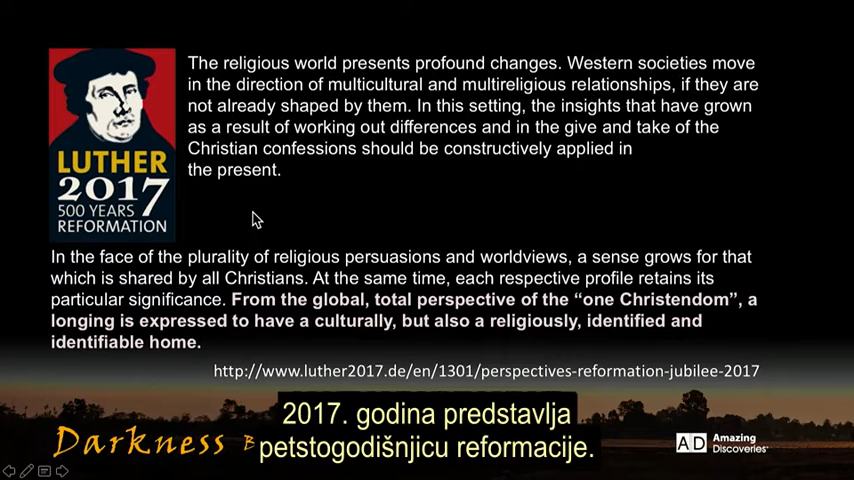 The religious world presents profound changes. Western societies move
in the direction of multicultural and multireligious relationships, if they are
not already shaped by them. In this setting, the insights that have grown
as a result of working out differences and in the give and take of the
Christian confessions should be constructively applied in
the present.
LUTHER
2017
500 YEARS
REFORMATION
In the face of the plurality of religious persuasions and worldviews, a sense grows for that
which is shared by all Christians. At the same time, each respective profile retains its
particular significance. From the global, total perspective of the “one Christendom”, a
longing is expressed to have a culturally, but also a religiously, identified and
identifiable home.
http://www.luther2017.de/en/1301/perspectives-reformation-jubilee-2017
2017. godina predstavlja
petstogodišnjicu reformacije.
Darkness B
AD Amazing
Discoveries™